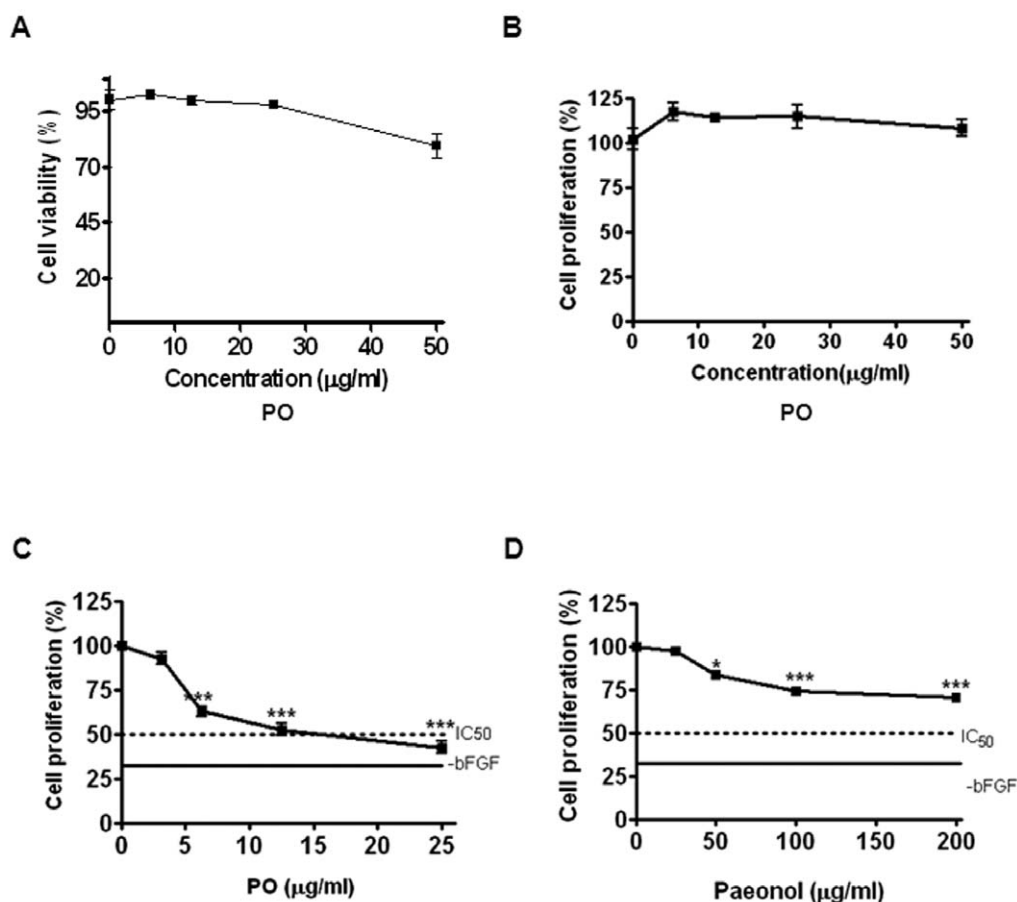 A
Cell viability (%)
95
70
45
20
0 10 20 30 40 50
Concentration (μg/ml)
PO
B
Cell proliferation (%)
125
100
75
50
25
0
0 10 20 30 40 50
Concentration(μg/ml)
PO
C
Cell proliferation (%)
125
100
75
50
25
0
***
***
***
IC50
-bFGF
0 5 10 15 20 25
PO (μg/ml)
D
Cell proliferation (%)
125
100
75
50
25
0
*
***
***
IC50
-bFGF
0 50 100 150 200
Paeonol (μg/ml)